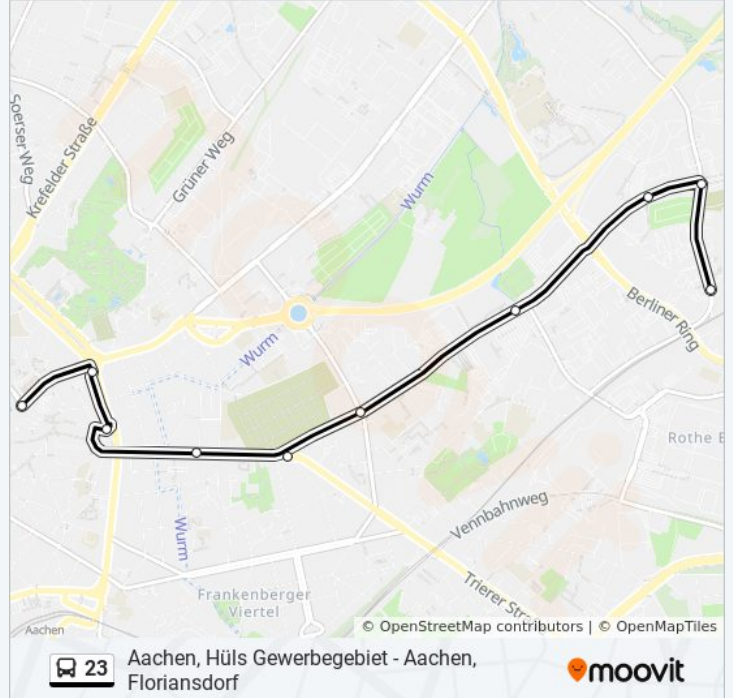 Soerser Weg
Krefelder Straße
Grüner Weg
Wurm
Berliner Ring
Wurm
Rothe E
Vennbahnweg
Wurm
Trierer Str
Frankenberger
Viertel
Aachen
© OpenStreetMap contributors | © OpenMapTiles
23
Aachen, Hüls Gewerbegebiet - Aachen,
Floriansdorf
moovit